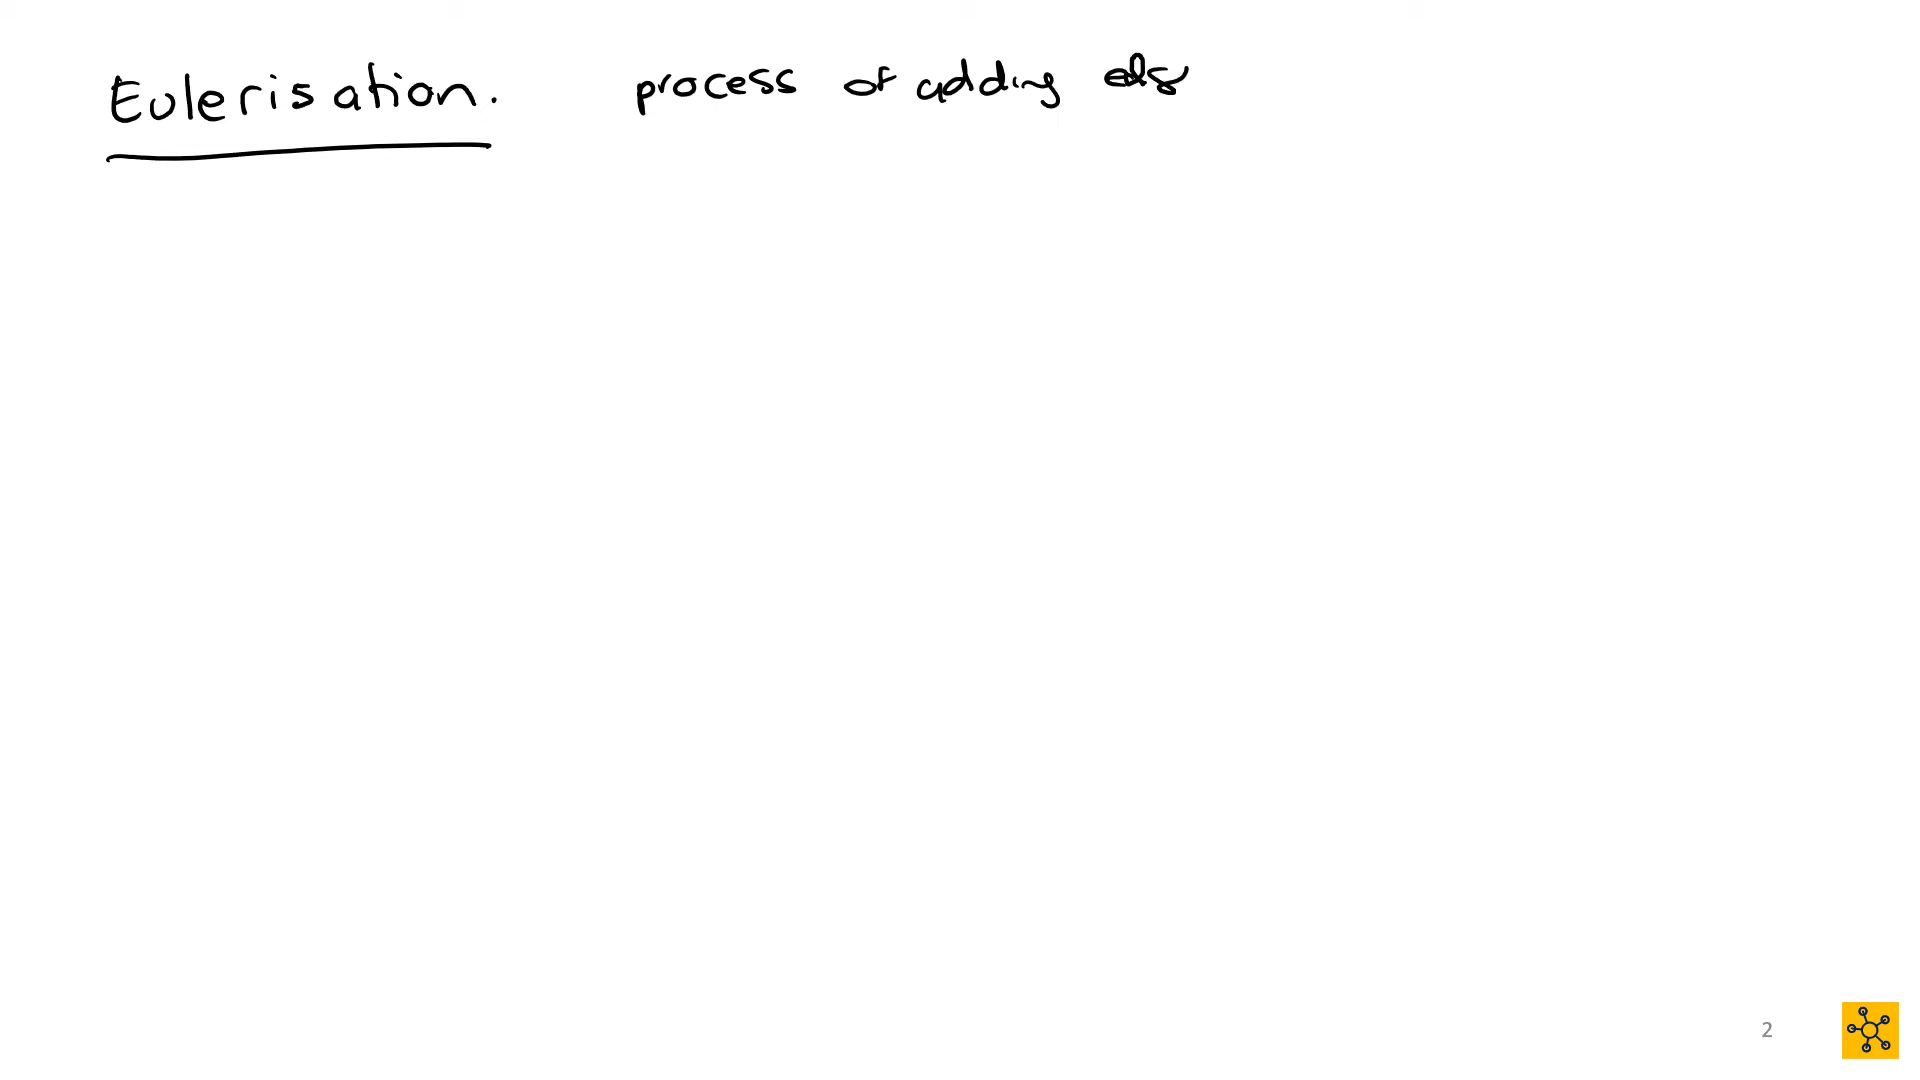 Eulerisation. process of adding
2